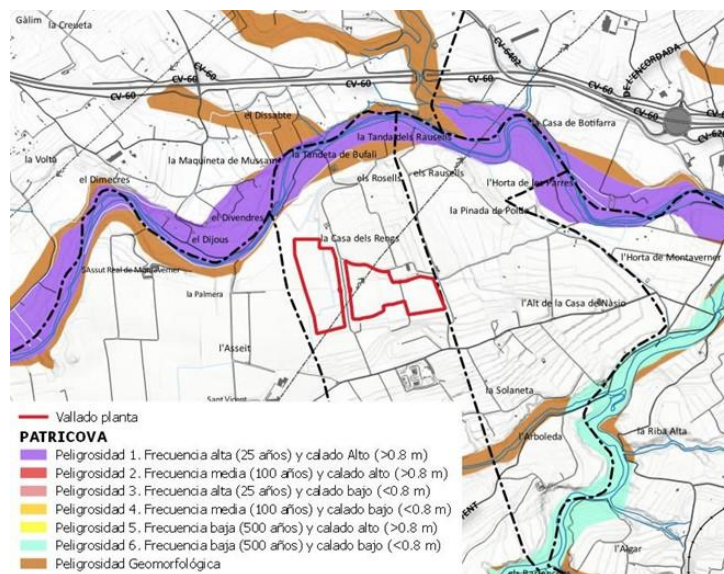 Gàlim
la Creueta
CV-60
CV-6402
DE L'ENCORDADA
CV-60
CV-60
CV-60
el Dissabte
la Casa de Botifarra
la Tanda dels Rausells
la Volta
la Maquineta de Mussara
la Tandeta de Bufali
el Dimecres
els Rausells
els Rosells
l'Horta de les Parres
el Divendres
la Pinada de Polda
el Dijous
la Casa dels Rengs
l'Horta de Montaverner
la Palmera
l'Alt de la Casa de Nàsio
l'Asseit
la Solaneta
Sant Vicent
la Riba Alta
l'Arboleda
l'Algar
Vallado planta
PATRICOVA
Peligrosidad 1. Frecuencia alta (25 años) y calado Alto (>0.8 m)
Peligrosidad 2. Frecuencia media (100 años) y calado alto (>0.8 m)
Peligrosidad 3. Frecuencia alta (25 años) y calado bajo (<0.8 m)
Peligrosidad 4. Frecuencia media (100 años) y calado bajo (<0.8 m)
Peligrosidad 5. Frecuencia baja (500 años) y calado alto (>0.8 m)
Peligrosidad 6. Frecuencia baja (500 años) y calado bajo (<0.8 m)
Peligrosidad Geomorfológica